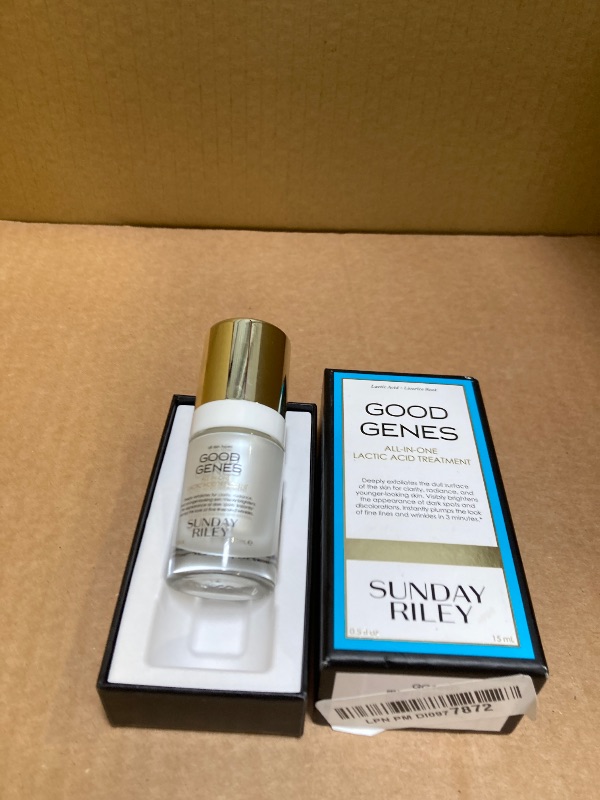 Lactic Acid + Licorice Root
GOOD
GENES
ALL-IN-ONE
LACTIC ACID TREATMENT
Deeply exfoliates the dull surface
of the skin for clarity, radiance, and
younger-looking skin. Visibly brightens
the appearance of dark spots and
discolorations. Instantly plumps the look
of fine lines and wrinkles in 3 minutes.*
SUNDAY
RILEY
15 mL
LPN PM DI097 7872
GOOD
GENES
SUNDAY
RILEY